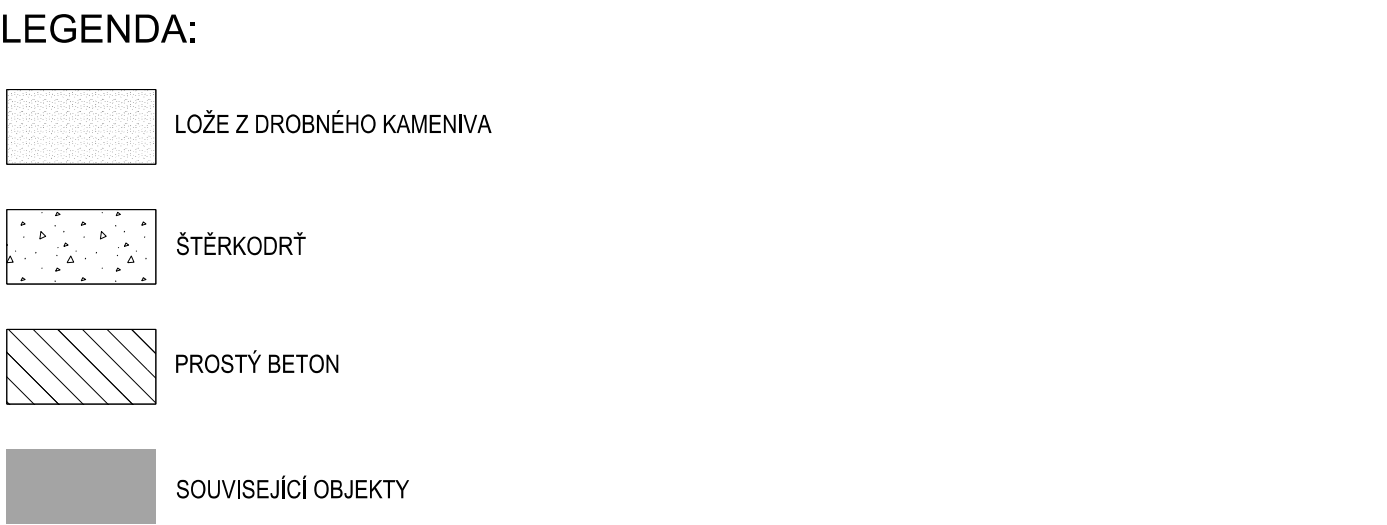 LEGENDA:
LOŽE Z DROBNÉHO KAMENIVA
ŠTĚRKODRŤ
PROSTÝ BETON
SOUVISEJÍCÍ OBJEKTY